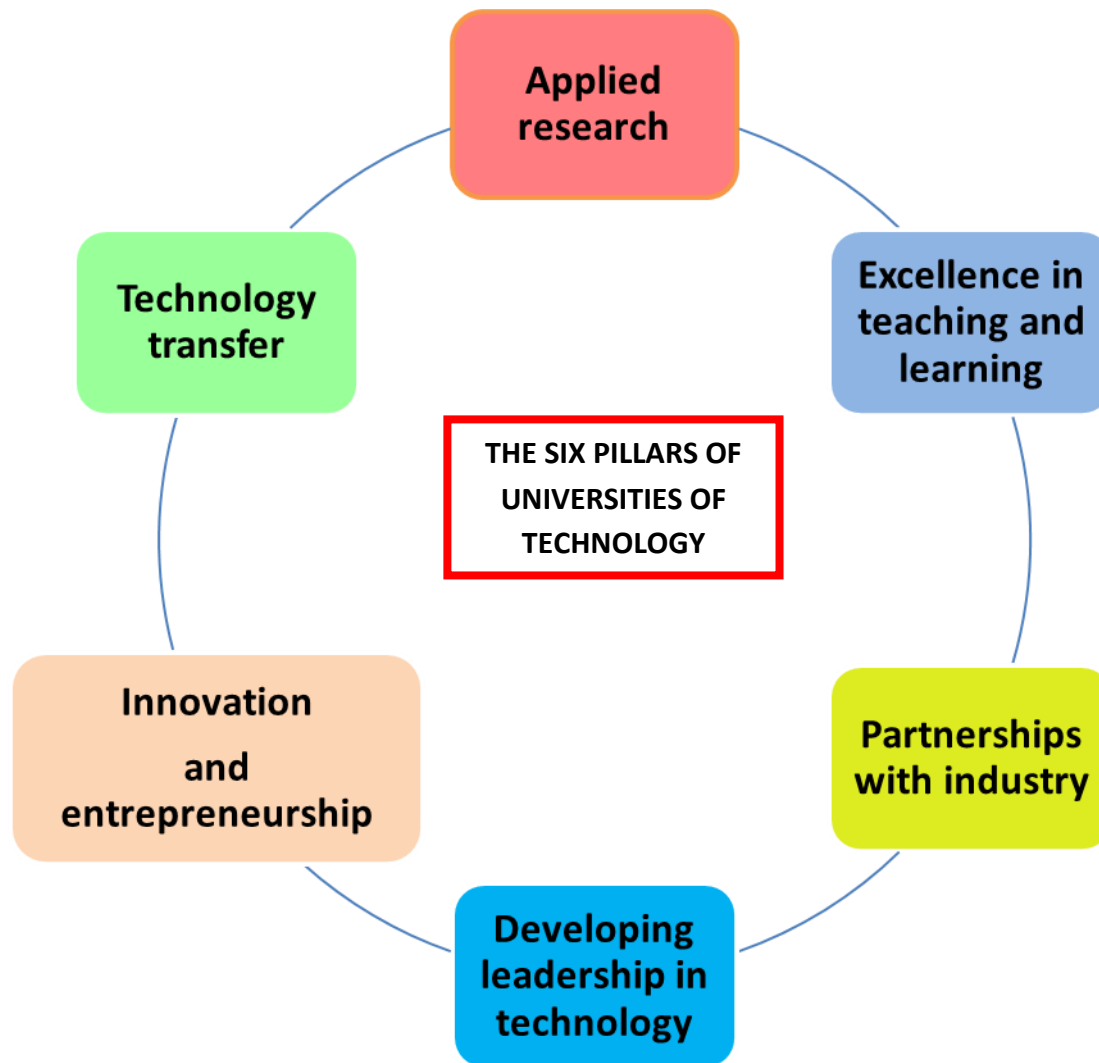 Applied
research
Excellence in
teaching and
learning
Partnerships
with industry
Developing
leadership in
technology
Innovation
and
entrepreneurship
Technology
transfer
THE SIX PILLARS OF
UNIVERSITIES OF
TECHNOLOGY